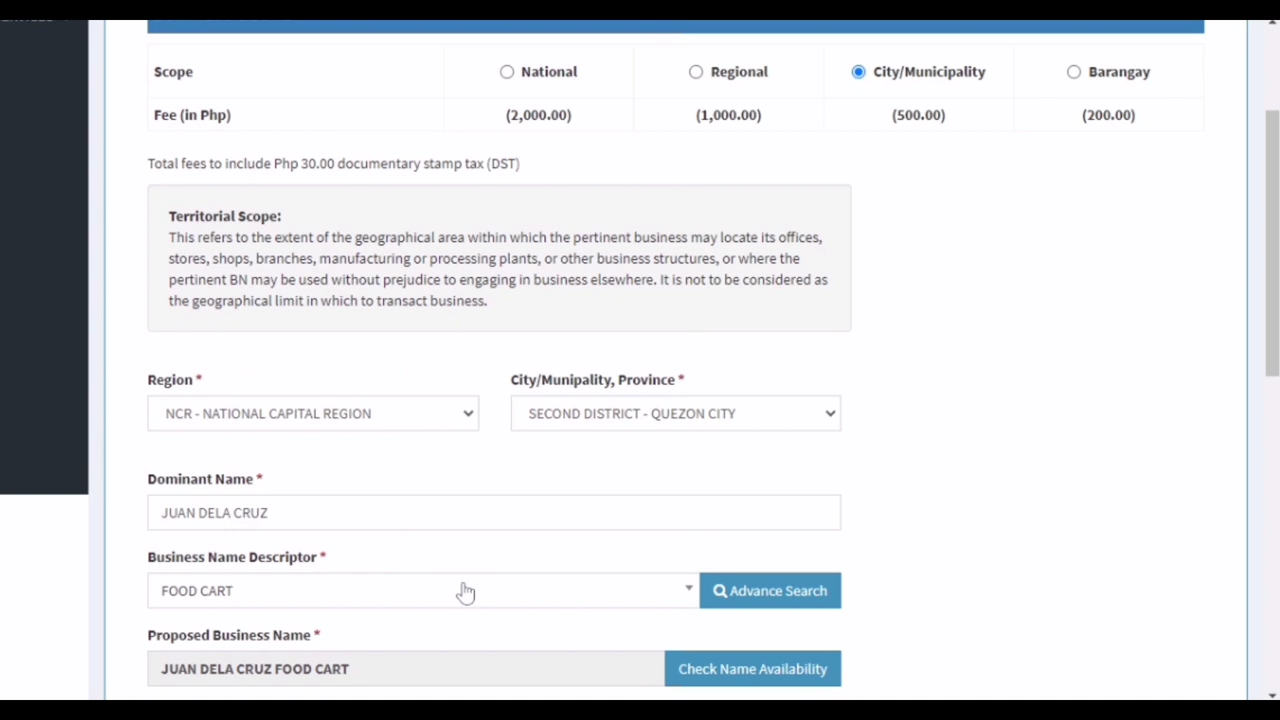 Scope National Regional City/Municipality Barangay
Fee (in Php) (2,000.00) (1,000.00) (500.00) (200.00)
Total fees to include Php 30.00 documentary stamp tax (DST)
Territorial Scope:
This refers to the extent of the geographical area within which the pertinent business may locate its offices,
stores, shops, branches, manufacturing or processing plants, or other business structures, or where the
pertinent BN may be used without prejudice to engaging in business elsewhere. It is not to be considered as
the geographical limit in which to transact business.
Region * City/Munipality, Province *
NCR - NATIONAL CAPITAL REGION SECOND DISTRICT - QUEZON CITY
Dominant Name *
JUAN DELA CRUZ
Business Name Descriptor *
FOOD CART Advance Search
Proposed Business Name *
JUAN DELA CRUZ FOOD CART Check Name Availability